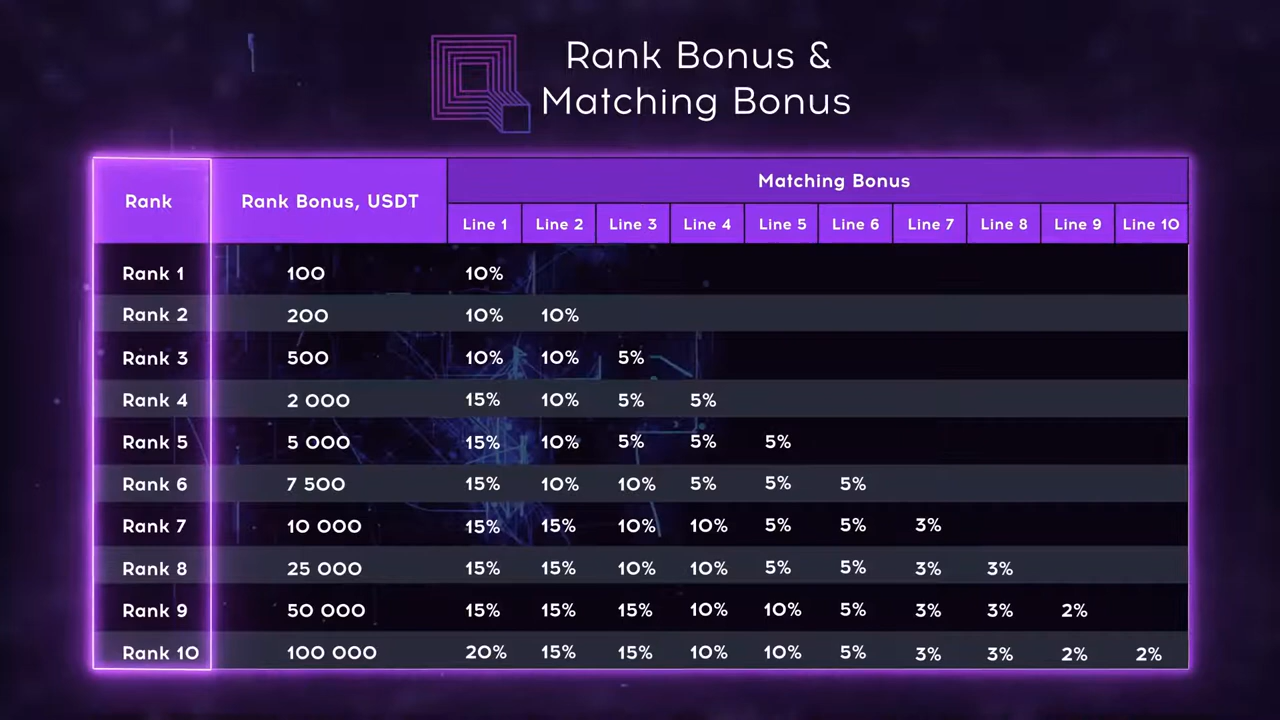 Rank Bonus &
Matching Bonus
Rank Rank Bonus, USDT Matching Bonus
Line 1 Line 2 Line 3 Line 4 Line 5 Line 6 Line 7 Line 8 Line 9 Line 10
Rank 1 100 10%
Rank 2 200 10% 10%
Rank 3 500 10% 10% 5%
Rank 4 2 000 15% 10% 5% 5%
Rank 5 5 000 15% 10% 5% 5% 5%
Rank 6 7 500 15% 10% 10% 5% 5% 5%
Rank 7 10 000 15% 15% 10% 10% 5% 5% 3%
Rank 8 25 000 15% 15% 10% 10% 5% 5% 3% 3%
Rank 9 50 000 15% 15% 15% 10% 10% 5% 3% 3% 2%
Rank 10 100 000 20% 15% 15% 10% 10% 5% 3% 3% 2% 2%